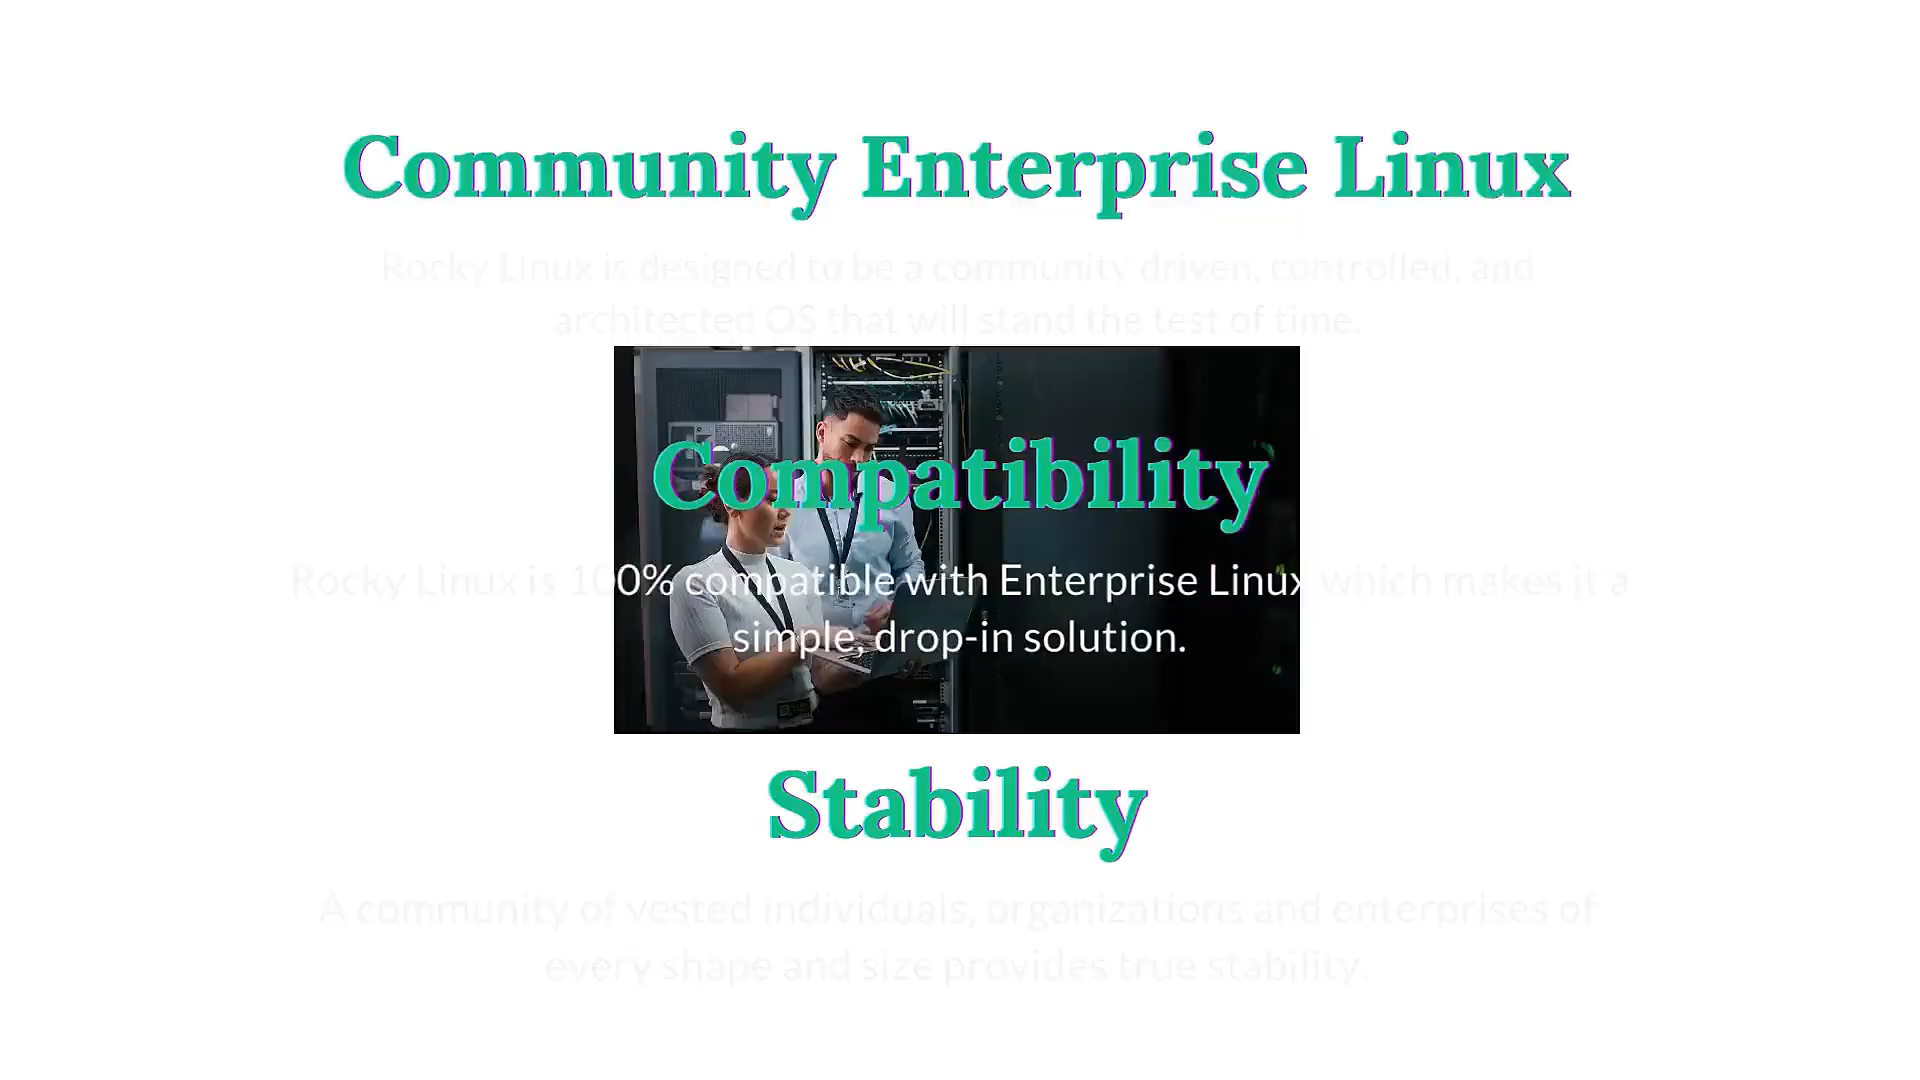 Community Enterprise Linux
Rocky Linux is designed to be a community driven, controlled, and
architected OS that will stand the test of time.
Compatibility
Rocky Linux is 100% compatible with Enterprise Linux which makes it a
simple, drop-in solution.
Stability
A community of vested individuals, organizations and enterprises of
every shape and size provides true stability.